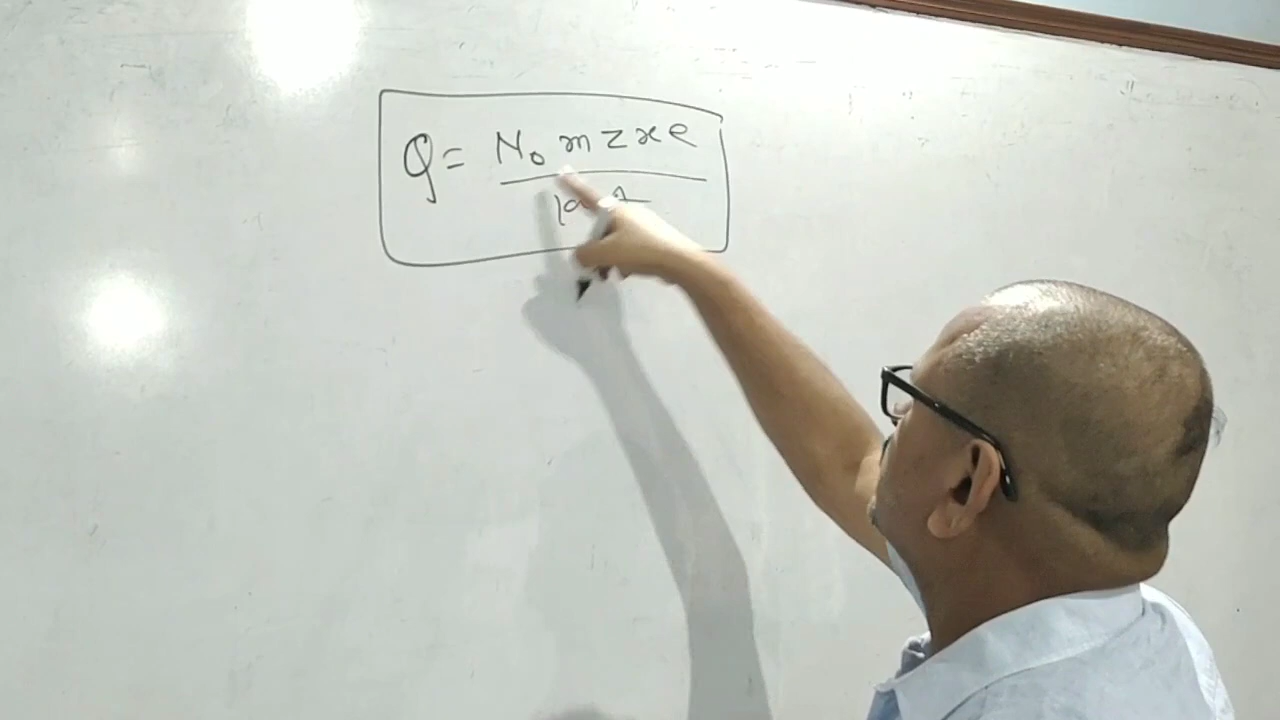 Q = N₀ m z x e